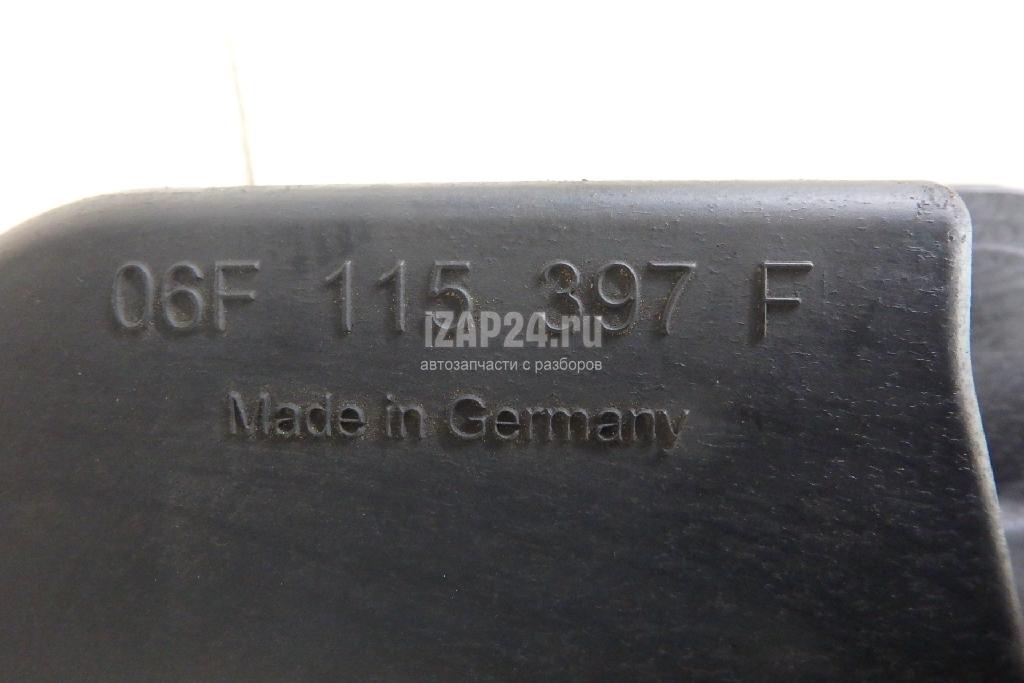 06F 115 397 F
iZAP24.ru
автозапчасти с разборов
Made in Germany